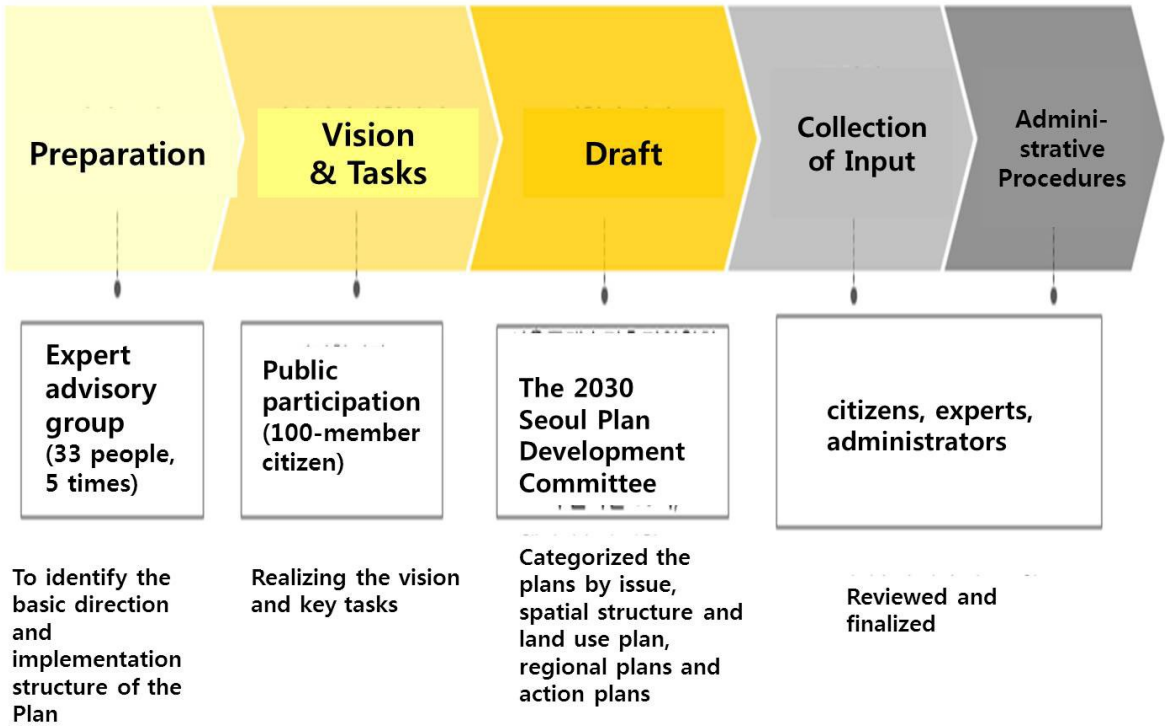 Preparation
Vision
& Tasks
Draft
Collection
of Input
Admini-
strative
Procedures
Expert
advisory
group
(33 people,
5 times)
Public
participation
(100-member
citizen)
The 2030
Seoul Plan
Development
Committee
citizens, experts,
administrators
To identify the
basic direction
and
implementation
structure of the
Plan
Realizing the vision
and key tasks
Categorized the
plans by issue,
spatial structure and
land use plan,
regional plans and
action plans
Reviewed and
finalized